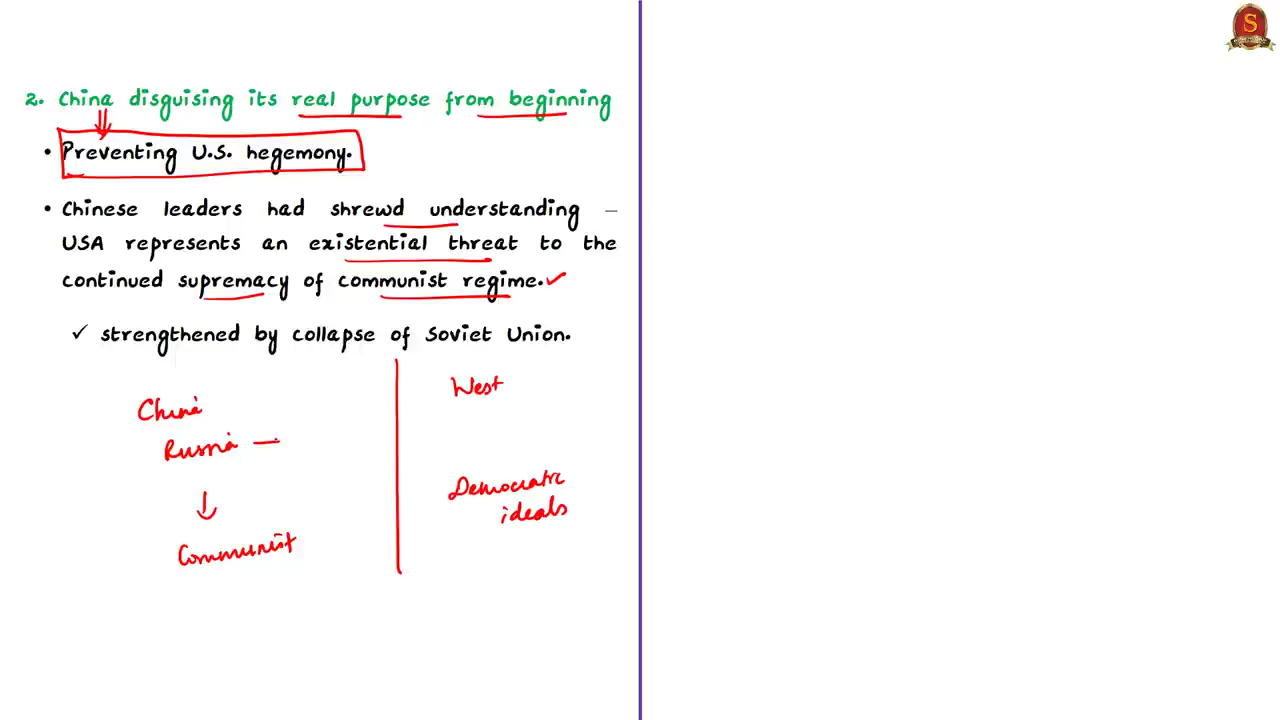 2. China disguising its real purpose from beginning
• Preventing U.S. hegemony.
• Chinese leaders had shrewd understanding –
USA represents an existential threat to the
continued supremacy of communist regime.✓
✓ strengthened by collapse of Soviet Union.
China
Russia —
↓
Communist
West
Democratic
ideals
S